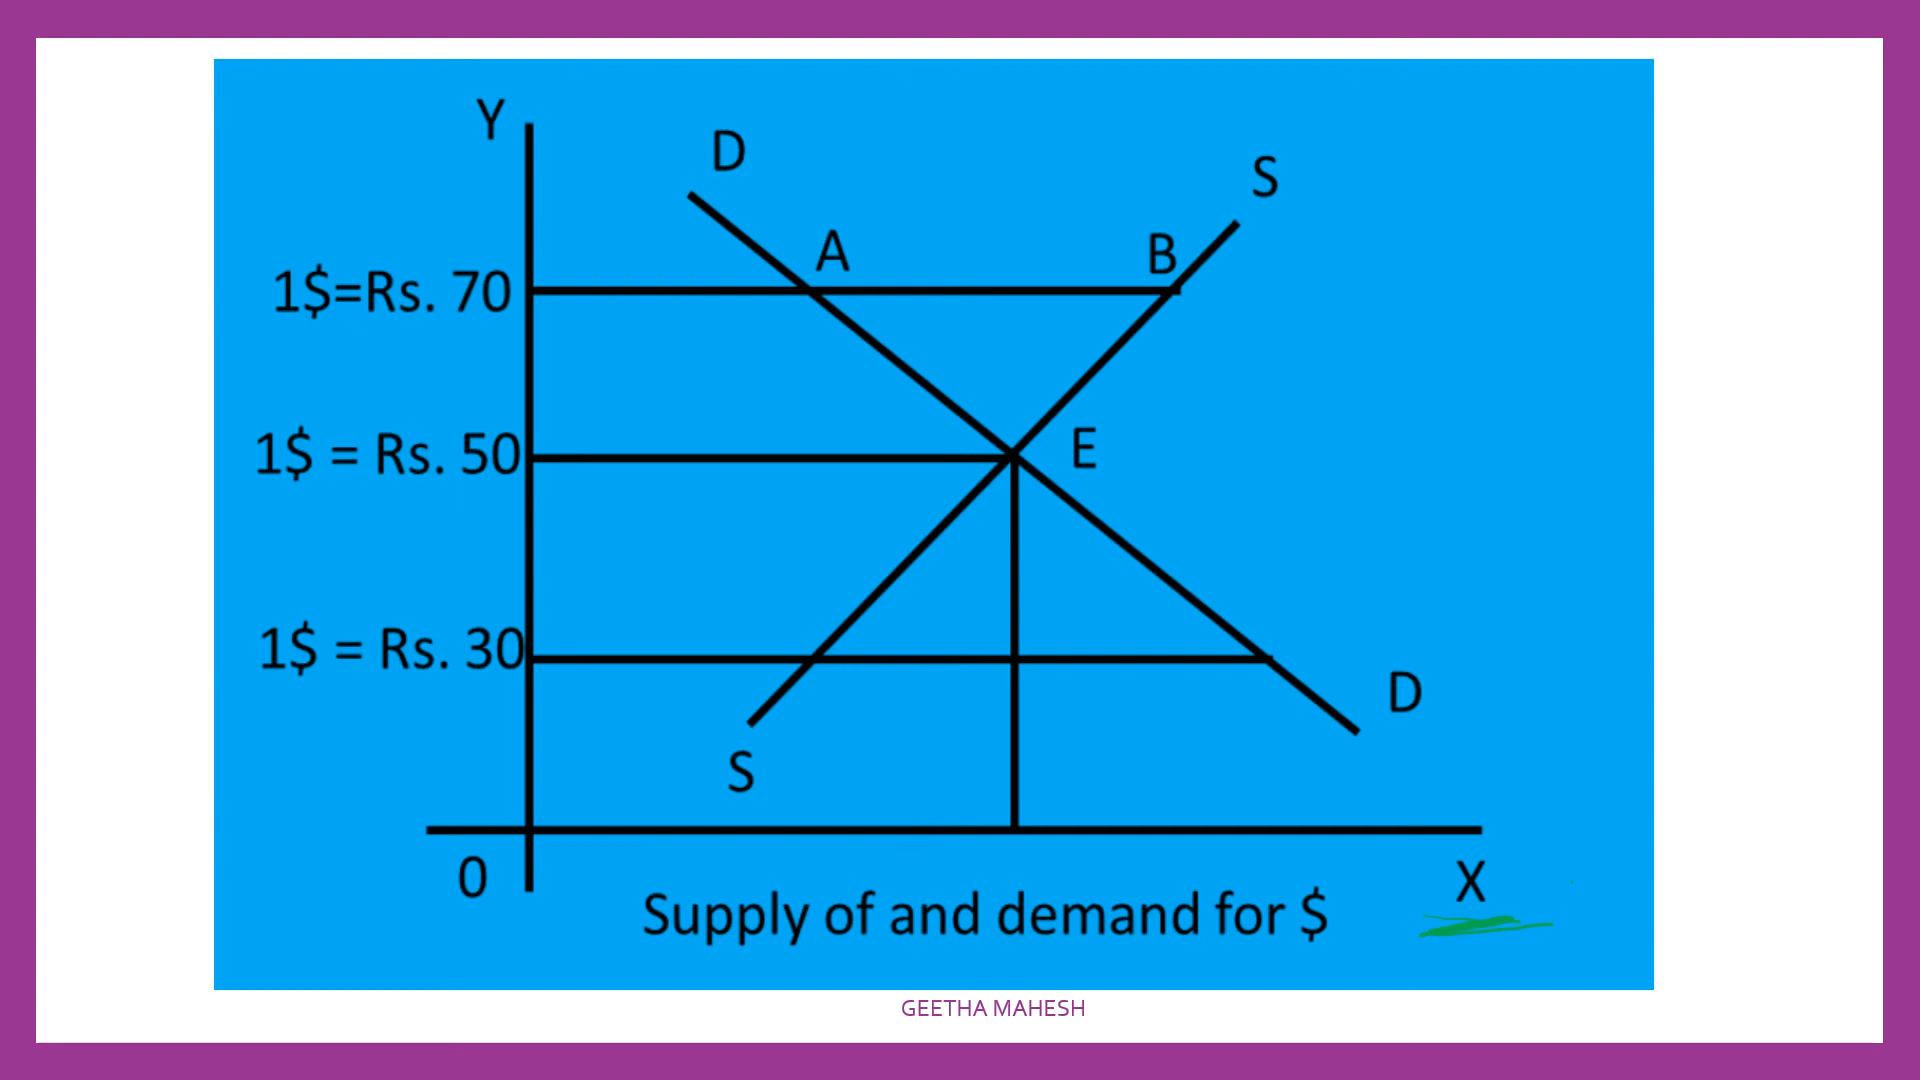 Y
D
S
A
B
1$=Rs. 70
1$ = Rs. 50
E
1$ = Rs. 30
D
S
0
X
Supply of and demand for $
GEETHA MAHESH